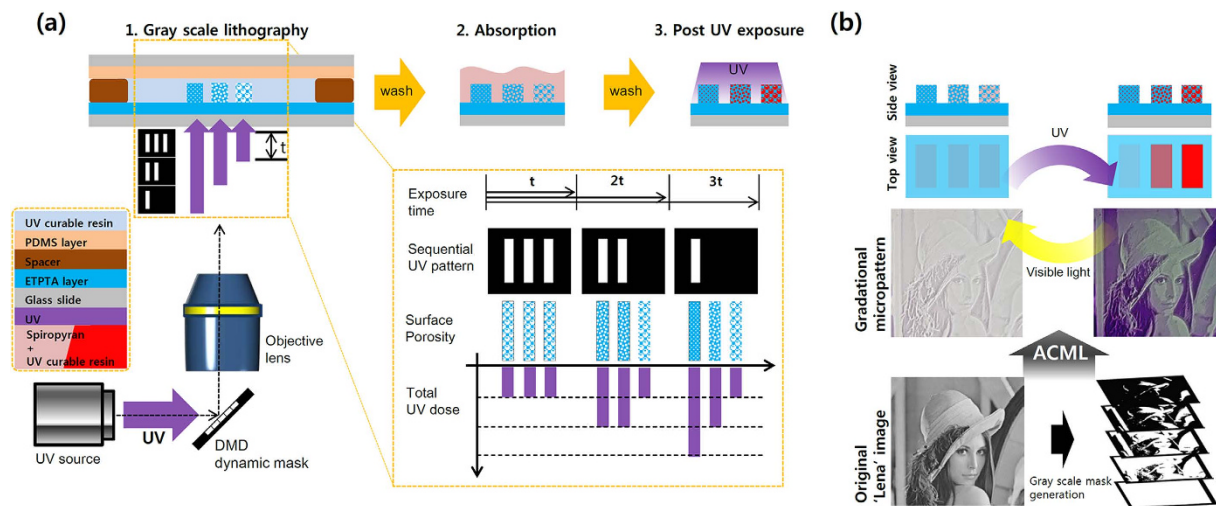 (a)
1. Gray scale lithography
2. Absorption
3. Post UV exposure
wash
wash
UV
t
UV curable resin
PDMS layer
Spacer
ETPTA layer
Glass slide
UV
Spiropyran
+
UV curable resin
Objective
lens
UV source
UV
DMD
dynamic mask
Exposure
time
t
2t
3t
Sequential
UV pattern
Surface
Porosity
Total
UV dose
(b)
Side view
Top view
UV
Gradational
micropattern
Visible light
ACML
Original
'Lena' image
Gray scale mask
generation